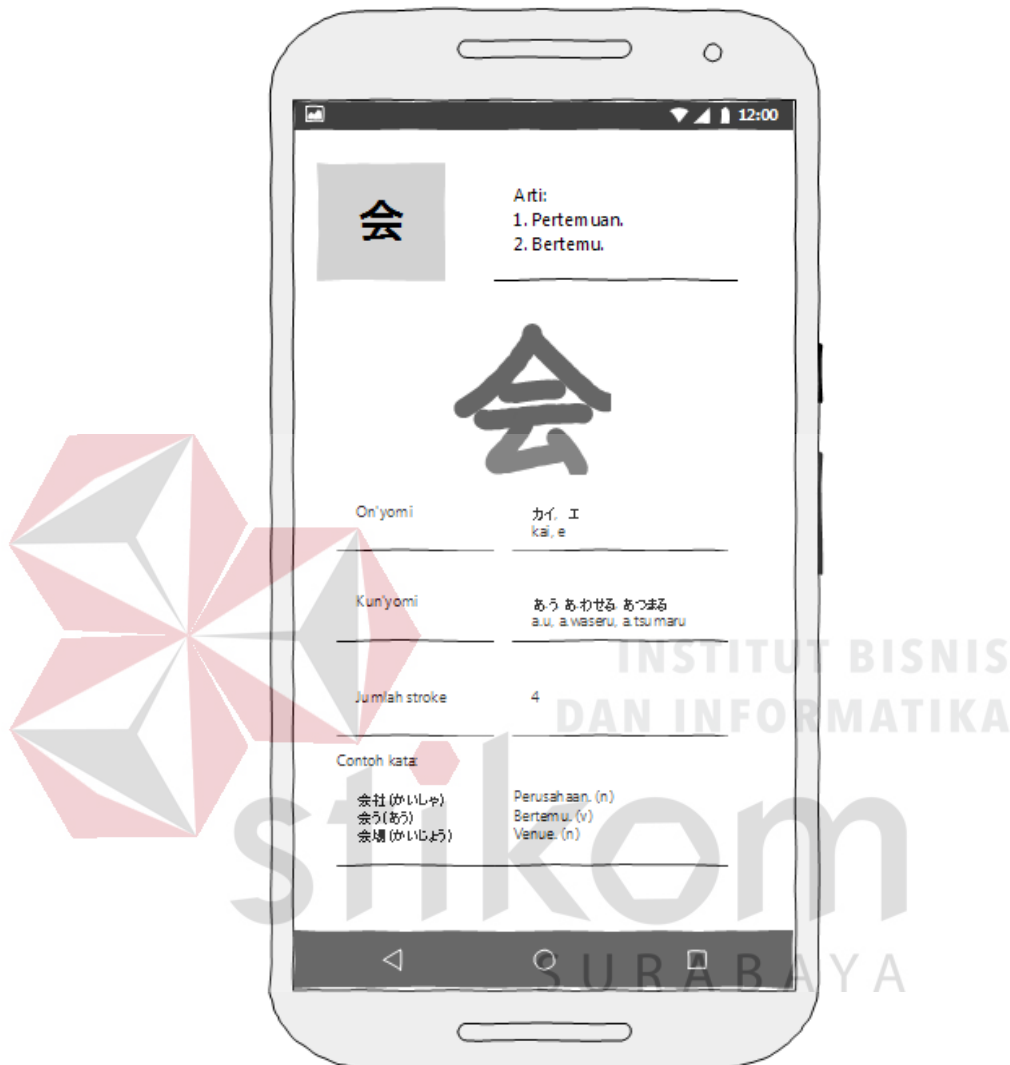 12:00
会
Arti:
1. Pertemuan.
2. Bertemu.
会
On'yomi
カイ, エ
kai, e
Kun'yomi
あ.う あ.わせる あつまる
a.u, a.waseru, a.tsumaru
Jumlah stroke
4
Contoh kata:
会社(かいしゃ) Perusahaan. (n)
会う(あう) Bertemu. (v)
会場(かいじょう) Venue. (n)
INSTITUT BISNIS
DAN INFORMATIKA
stikom
SURABAYA